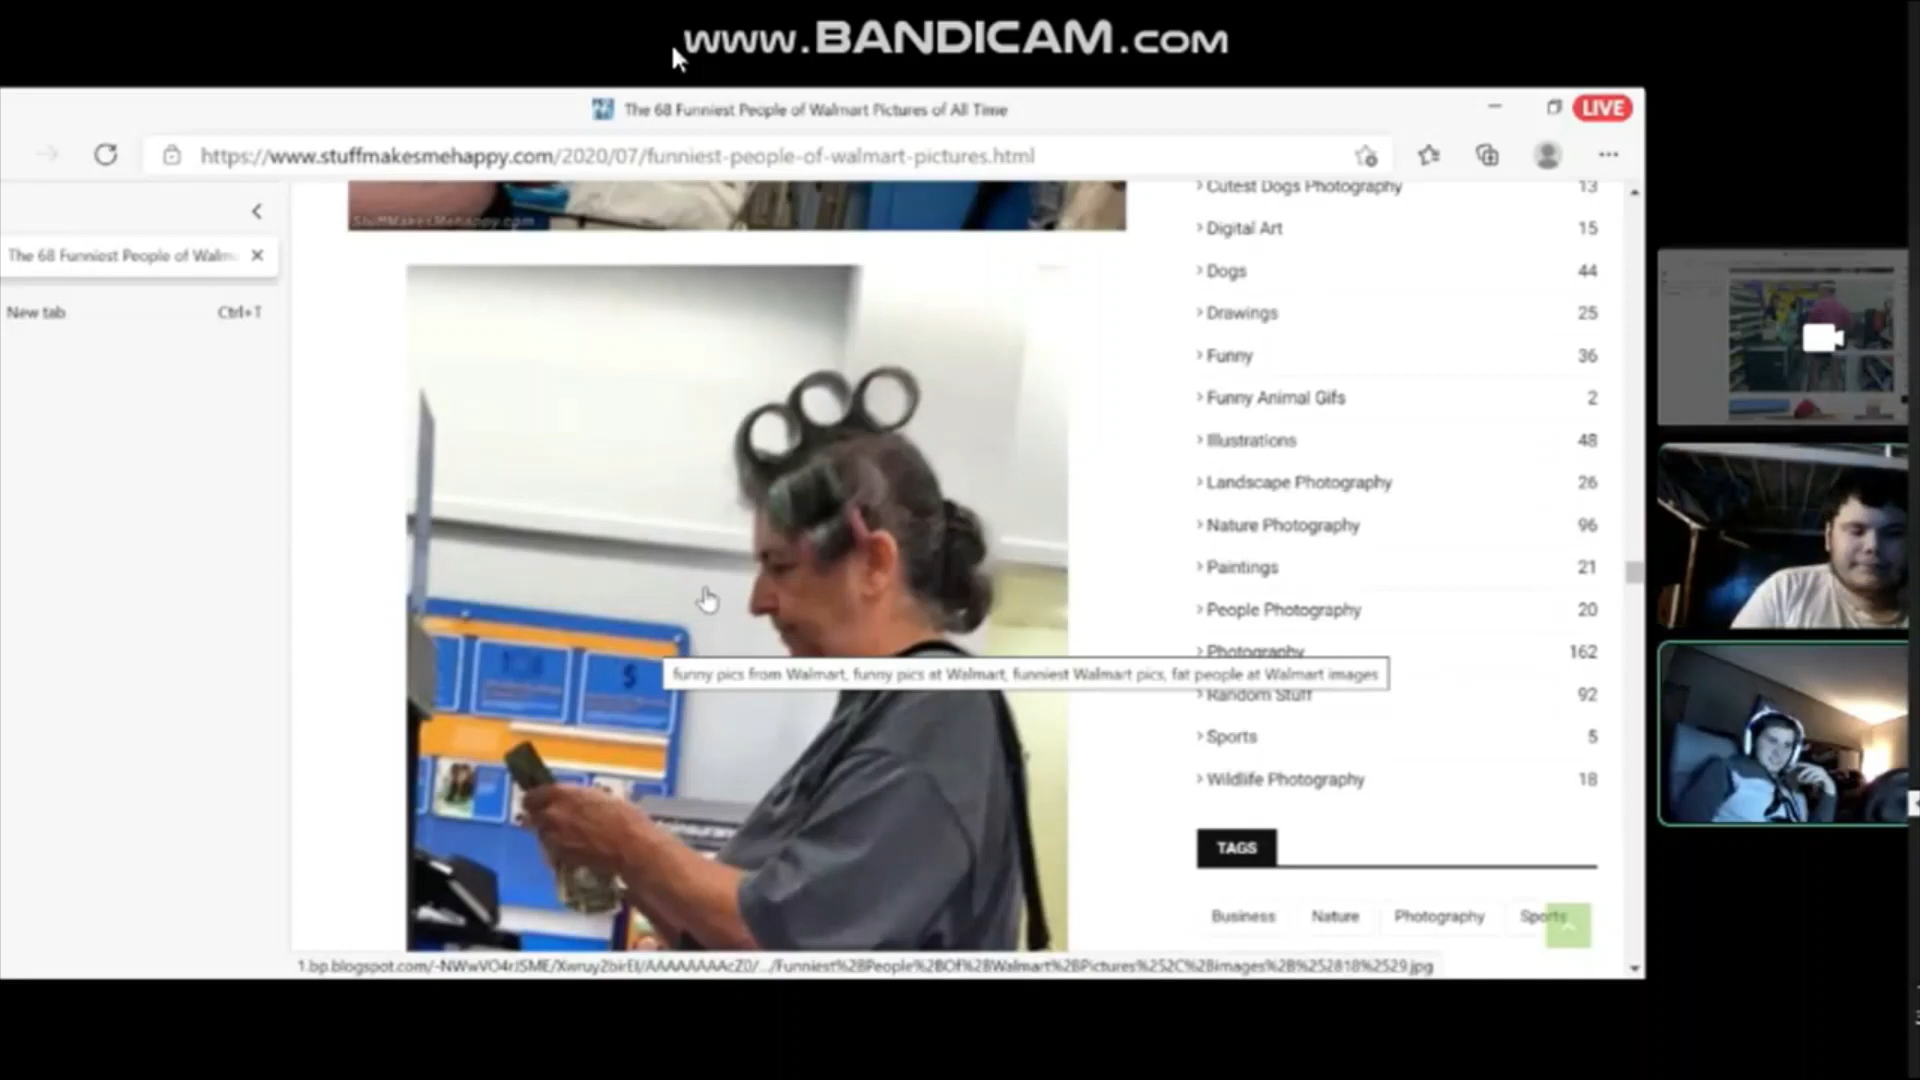 www.BANDICAM.com
The 68 Funniest People of Walmart Pictures of All Time
LIVE
https://www.stuffmakesmehappy.com/2020/07/funniest-people-of-walmart-pictures.html
StuffMakesMehappy.com
The 68 Funniest People of Walm
New tab Ctrl+T
Cutest Dogs Photography 13
Digital Art 15
Dogs 44
Drawings 25
Funny 36
Funny Animal Gifs 2
Illustrations 48
Landscape Photography 26
Nature Photography 96
Paintings 21
People Photography 20
Photography 162
funny pics from Walmart, funny pics at Walmart, funniest Walmart pics, fat people at Walmart images
Random Stuff 92
Sports 5
Wildlife Photography 18
TAGS
Business Nature Photography Sports
$